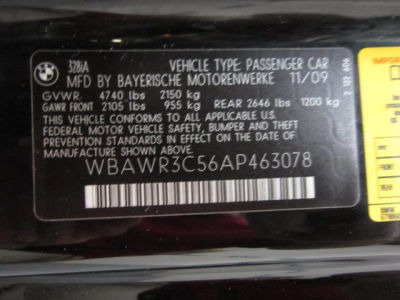 328iA VEHICLE TYPE: PASSENGER CAR
MFD BY BAYERISCHE MOTORENWERKE 11/09
GVWR: 4740 lbs 2150 kg
GAWR FRONT 2105 lbs 955 kg REAR 2646 lbs 1200 kg
THIS VEHICLE CONFORMS TO ALL APPLICABLE U.S.
FEDERAL MOTOR VEHICLE SAFETY, BUMPER AND
THEFT PREVENTION STANDARDS IN EFFECT ON THE
DATE OF MANUFACTURE SHOWN ABOVE.
WBAWR3C56AP463078